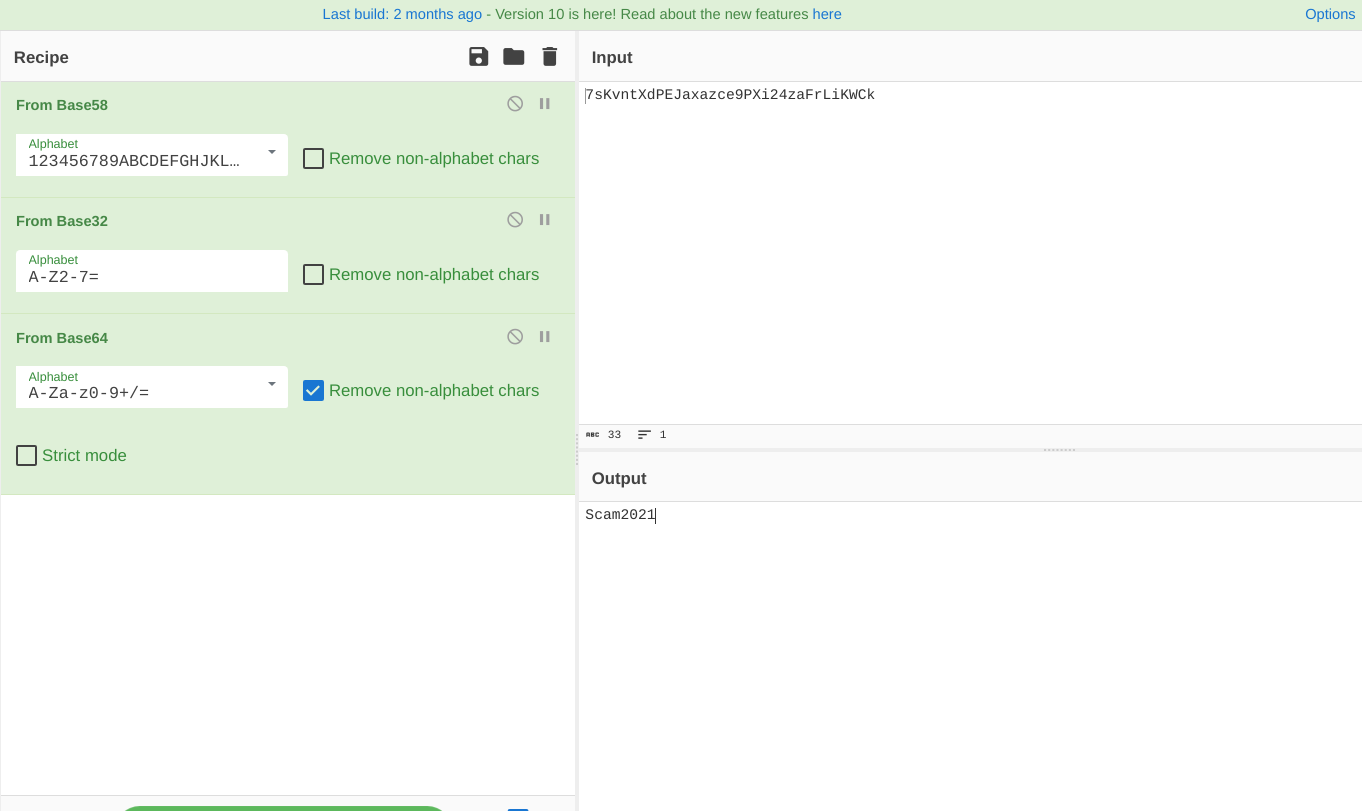 Last build: 2 months ago - Version 10 is here! Read about the new features here
Options
Recipe
From Base58
Alphabet
123456789ABCDEFGHJKL…
Remove non-alphabet chars
From Base32
Alphabet
A-Z2-7=
Remove non-alphabet chars
From Base64
Alphabet
A-Za-z0-9+/=
Remove non-alphabet chars
Strict mode
Input
7sKvntXdPEJaxazce9PXi24zaFrLiKWCk
ABC 33 1
Output
Scam2021